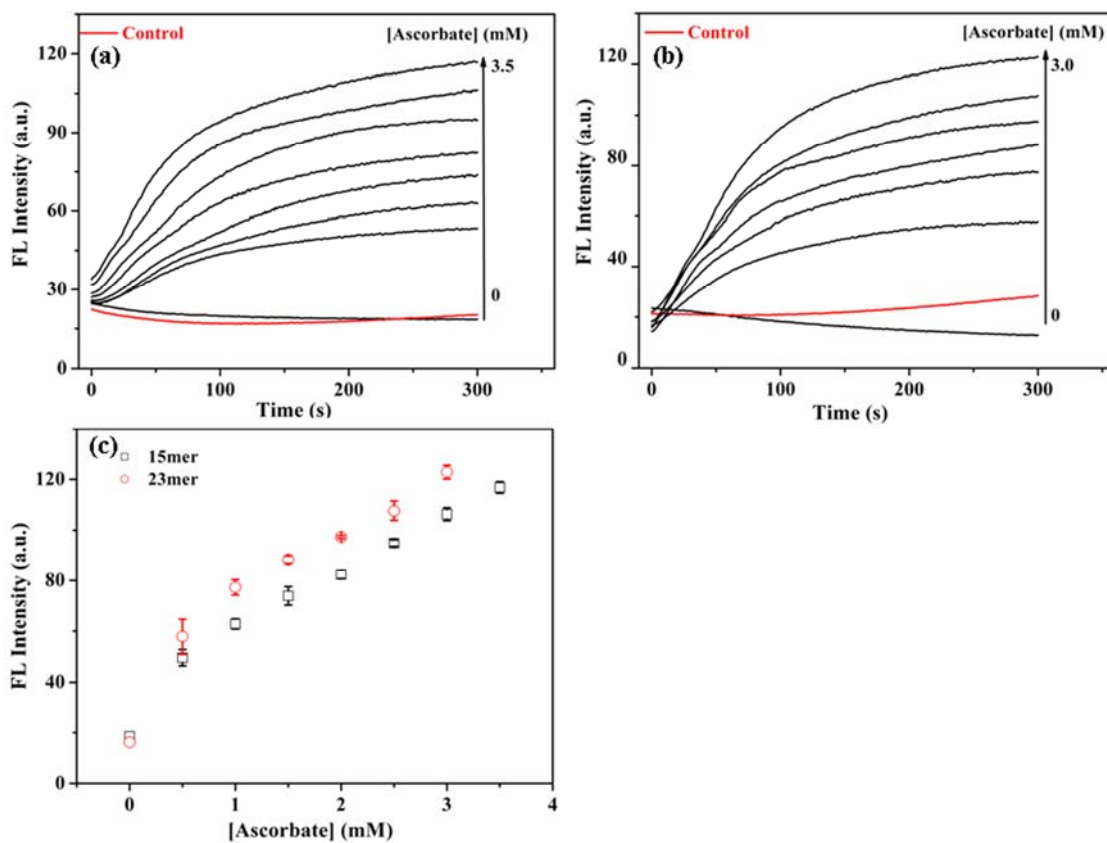 (a)
Control
[Ascorbate] (mM)
3.5
0
FL Intensity (a.u.)
120
90
60
30
0
0
100
200
300
Time (s)
(b)
Control
[Ascorbate] (mM)
3.0
0
FL Intensity (a.u.)
120
80
40
0
0
100
200
300
Time (s)
(c)
15mer
23mer
FL Intensity (a.u.)
120
80
40
0
0
1
2
3
4
[Ascorbate] (mM)